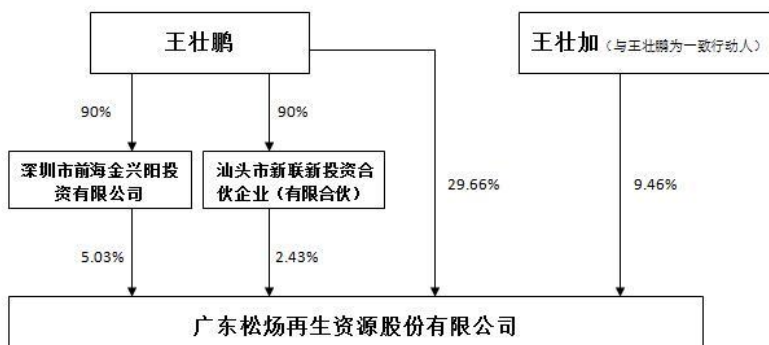 王壮鹏
王壮加（与王壮鹏为一致行动人）
90%
90%
深圳市前海金兴阳投
资有限公司
汕头市新联新投资合
伙企业（有限合伙）
29.66%
9.46%
5.03%
2.43%
广东松炀再生资源股份有限公司